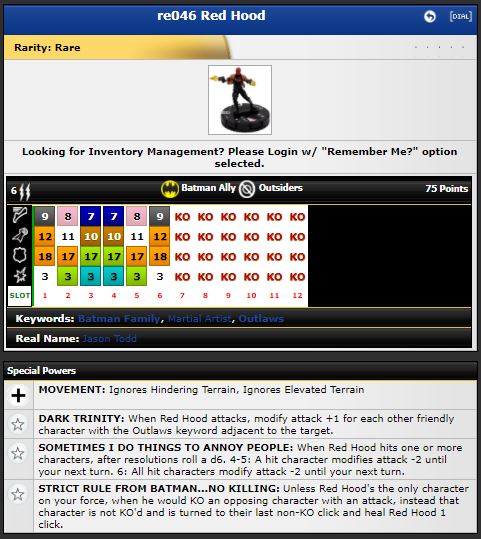 re046 Red Hood
[DIAL]
Rarity: Rare
Looking for Inventory Management? Please Login w/ "Remember Me?" option
selected.
6 Batman Ally Outsiders 75 Points
9 8 7 7 8 9 KO KO KO KO KO KO
12 11 10 10 11 12 KO KO KO KO KO KO
18 17 17 17 17 18 KO KO KO KO KO KO
3 3 3 3 3 3 KO KO KO KO KO KO
SLOT 1 2 3 4 5 6 7 8 9 10 11 12
Keywords: Batman Family, Martial Artist, Outlaws
Real Name: Jason Todd
Special Powers
MOVEMENT: Ignores Hindering Terrain, Ignores Elevated Terrain
DARK TRINITY: When Red Hood attacks, modify attack +1 for each other friendly
character with the Outlaws keyword adjacent to the target.
SOMETIMES I DO THINGS TO ANNOY PEOPLE: When Red Hood hits one or more
characters, after resolutions roll a d6. 4-5: A hit character modifies attack -2 until
your next turn. 6: All hit characters modify attack -2 until your next turn.
STRICT RULE FROM BATMAN...NO KILLING: Unless Red Hood's the only character
on your force, when he would KO an opposing character with an attack, instead that
character is not KO'd and is turned to their last non-KO click and heal Red Hood 1
click.